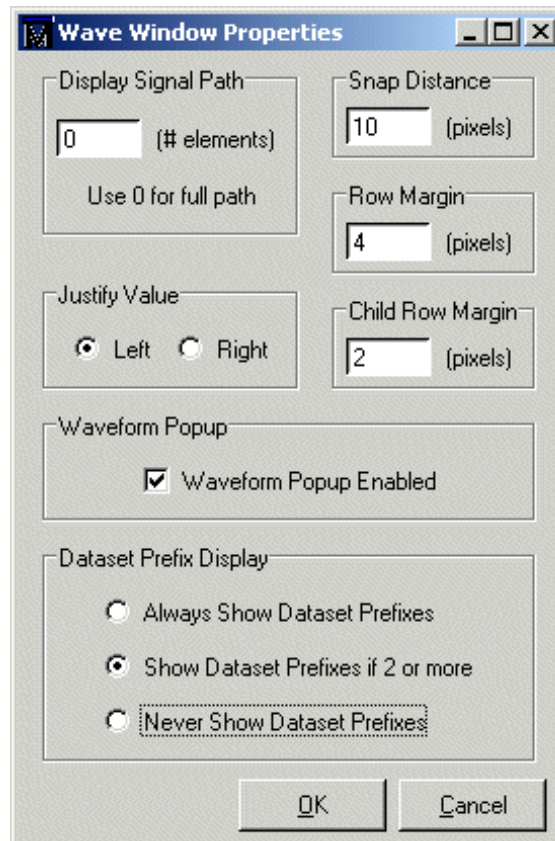 Wave Window Properties
Display Signal Path
0 (# elements)
Use 0 for full path
Snap Distance
10 (pixels)
Row Margin
4 (pixels)
Justify Value
Left Right
Child Row Margin
2 (pixels)
Waveform Popup
Waveform Popup Enabled
Dataset Prefix Display
Always Show Dataset Prefixes
Show Dataset Prefixes if 2 or more
Never Show Dataset Prefixes
OK Cancel